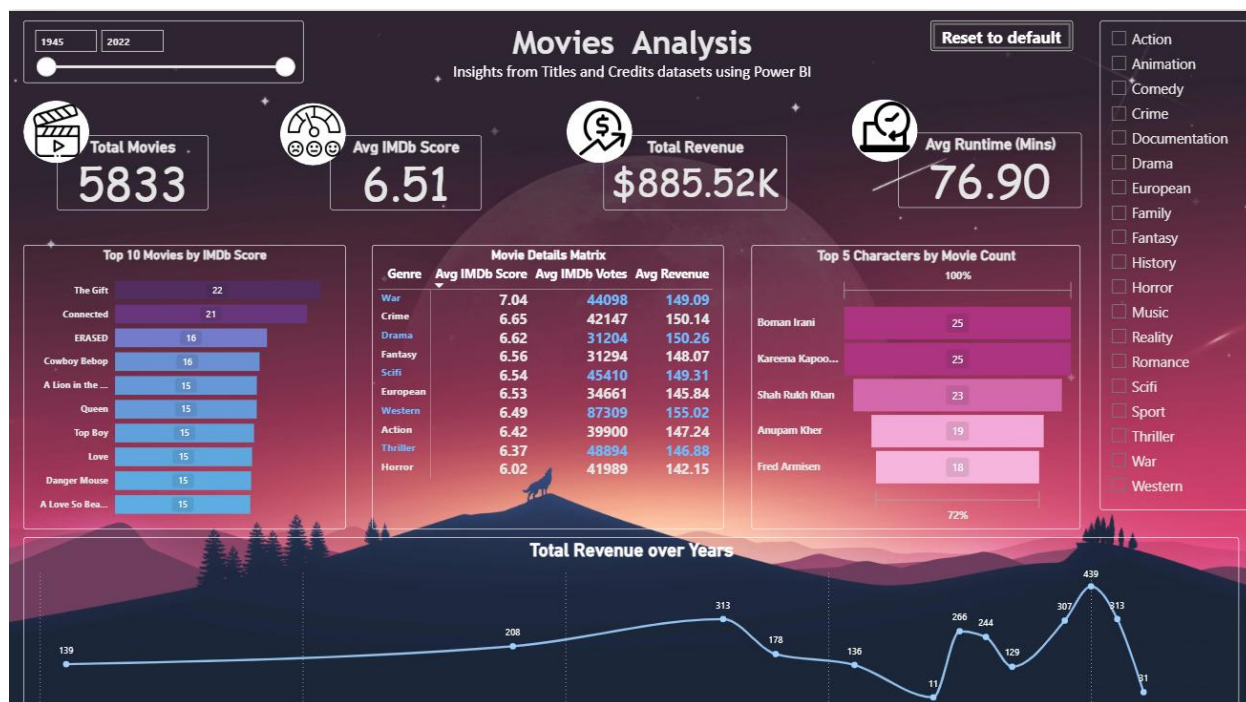 1945 2022
Movies Analysis
Insights from Titles and Credits datasets using Power BI
Reset to default
Total Movies
5833
Avg IMDb Score
6.51
Total Revenue
$885.52K
Avg Runtime (Mins)
76.90
Action
Animation
Comedy
Crime
Documentation
Drama
European
Family
Fantasy
History
Horror
Music
Reality
Romance
Scifi
Sport
Thriller
War
Western
Top 10 Movies by IMDb Score
The Gift 22
Connected 21
ERASED 16
Cowboy Bebop 16
A Lion in the ... 15
Queen 15
Top Boy 15
Love 15
Danger Mouse 15
A Love So Bea... 15
Movie Details Matrix
Genre Avg IMDb Score Avg IMDb Votes Avg Revenue
War 7.04 44098 149.09
Crime 6.65 42147 150.14
Drama 6.62 31204 150.26
Fantasy 6.56 31294 148.07
Scifi 6.54 45410 149.31
European 6.53 34661 145.84
Western 6.49 87309 155.02
Action 6.42 39900 147.24
Thriller 6.37 48894 146.88
Horror 6.02 41989 142.15
Top 5 Characters by Movie Count
100%
Boman Irani 25
Kareena Kapoo... 25
Shah Rukh Khan 23
Anupam Kher 19
Fred Armisen 18
72%
Total Revenue over Years
139
208
313
178
136
11
266
244
129
307
439
313
31